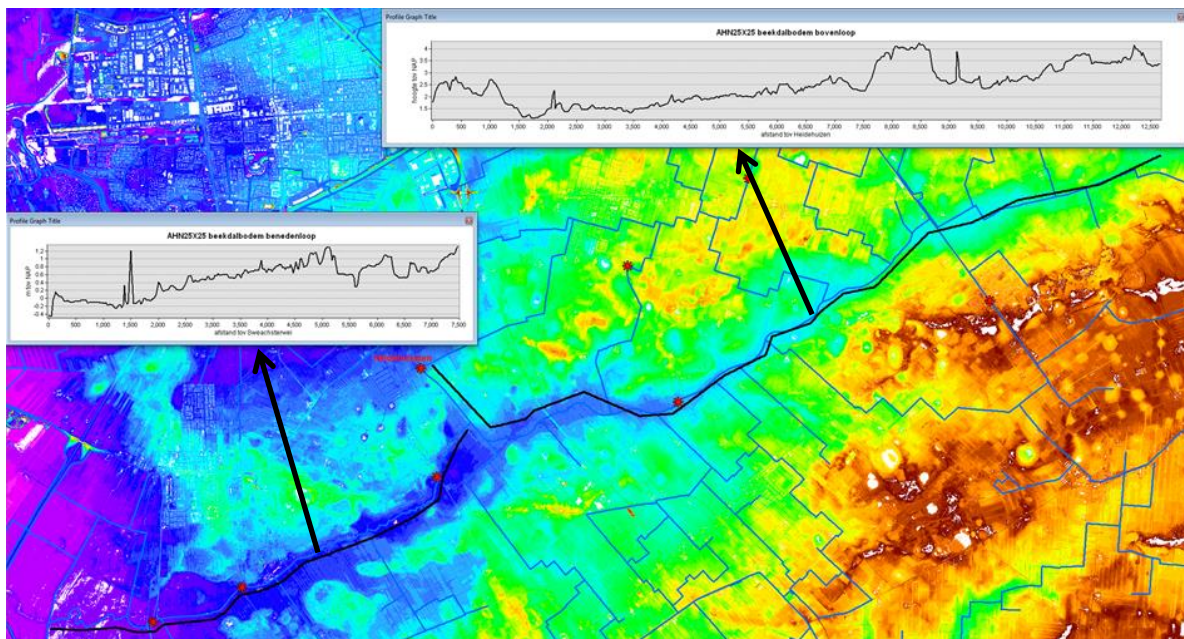 Profile Graph Title
AHN25X25 beekdalbodem bovenloop
hoogte tov NAP
4
3.5
3
2.5
2
1.5
0 500 1,000 1,500 2,000 2,500 3,000 3,500 4,000 4,500 5,000 5,500 6,000 6,500 7,000 7,500 8,000 8,500 9,000 9,500 10,000 10,500 11,000 11,500 12,000 12,500
afstand tov Heidehuizen
Profile Graph Title
AHN25X25 beekdalbodem benedenloop
m tov NAP
1.2
1
0.8
0.6
0.4
0.2
0
-0.2
-0.4
0 500 1,000 1,500 2,000 2,500 3,000 3,500 4,000 4,500 5,000 5,500 6,000 6,500 7,000 7,500
afstand tov Sweachsterwei